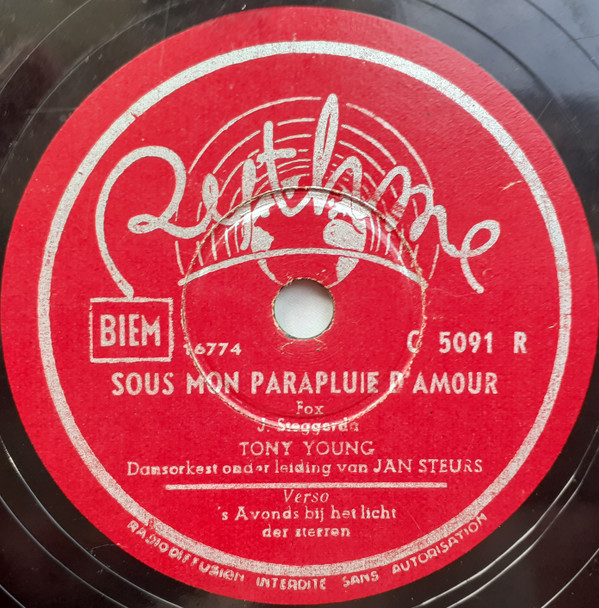 Rythme
BIEM
16774
C 5091 R
SOUS MON PARAPLUIE D'AMOUR
Fox
J. Steggerda
TONY YOUNG
Dansorkest onder leiding van JAN STEURS
Verso
's Avonds bij het licht
der sterren
RADIODIFFUSION INTERDITE SANS AUTORISATION